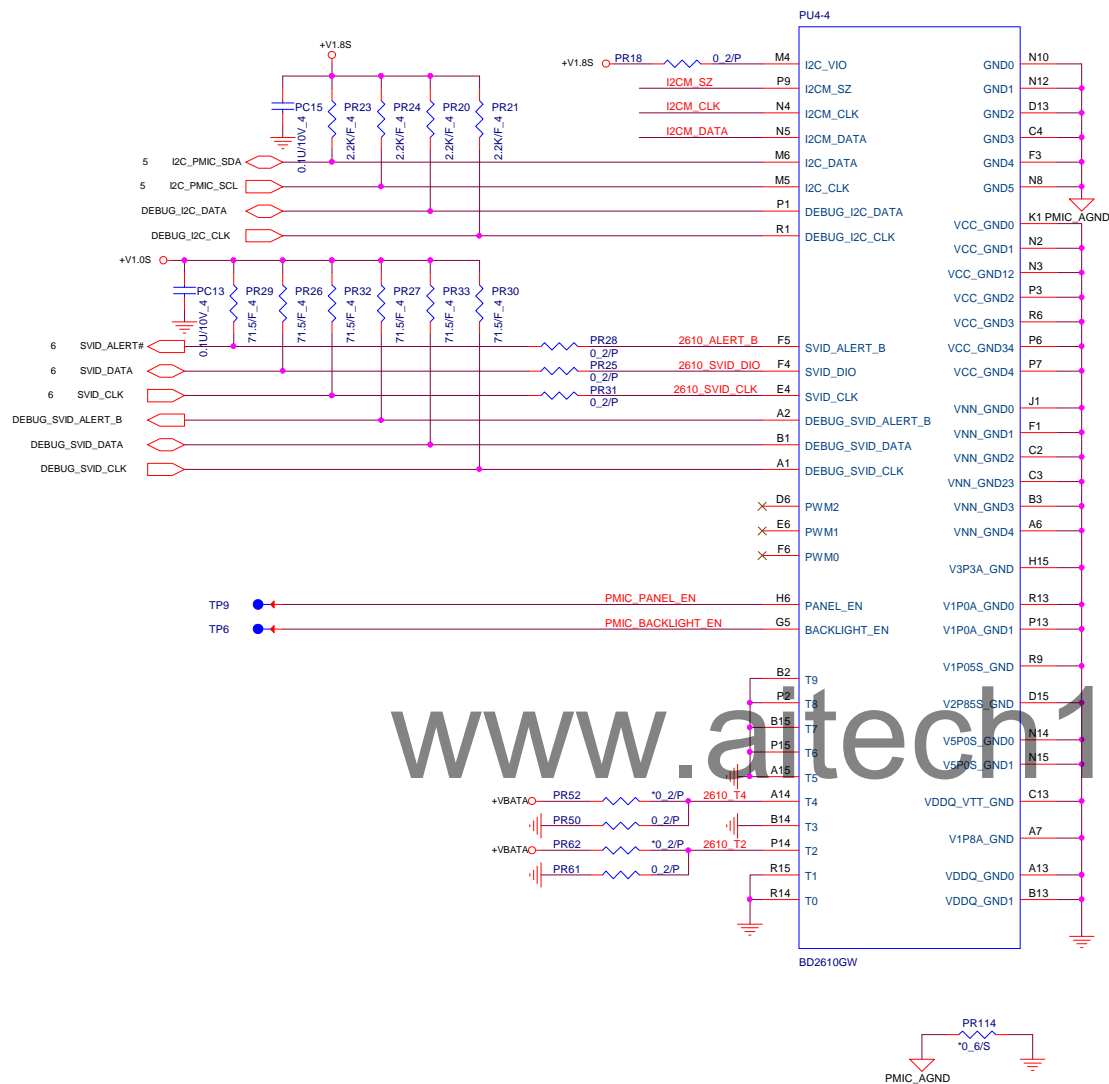 PU4-4
+V1.8S
+V1.8S PR18 0_2/P M4 I2C_VIO GND0 N10
I2CM_SZ P9 I2CM_SZ GND1 N12
I2CM_CLK N4 I2CM_CLK GND2 D13
I2CM_DATA N5 I2CM_DATA GND3 C4
PC15 0.1U/10V_4
PR23 2.2K/F_4
PR24 2.2K/F_4
PR20 2.2K/F_4
PR21 2.2K/F_4
5 I2C_PMIC_SDA M6 I2C_DATA GND4 F3
5 I2C_PMIC_SCL M5 I2C_CLK GND5 N8
DEBUG_I2C_DATA P1 DEBUG_I2C_DATA
PMIC_AGND
DEBUG_I2C_CLK R1 DEBUG_I2C_CLK
VCC_GND0 K1
VCC_GND1 N2
VCC_GND12 N3
VCC_GND2 P3
VCC_GND3 R6
+V1.0S
PC13 0.1U/10V_4
PR29 71.5/F_4
PR26 71.5/F_4
PR32 71.5/F_4
PR27 71.5/F_4
PR33 71.5/F_4
PR30 71.5/F_4
6 SVID_ALERT# PR28 0_2/P 2610_ALERT_B F5 SVID_ALERT_B VCC_GND34 P6
6 SVID_DATA PR25 0_2/P 2610_SVID_DIO F4 SVID_DIO VCC_GND4 P7
6 SVID_CLK PR31 0_2/P 2610_SVID_CLK E4 SVID_CLK
VNN_GND0 J1
DEBUG_SVID_ALERT_B A2 DEBUG_SVID_ALERT_B VNN_GND1 F1
DEBUG_SVID_DATA B1 DEBUG_SVID_DATA VNN_GND2 C2
DEBUG_SVID_CLK A1 DEBUG_SVID_CLK VNN_GND23 C3
D6 PWM2 VNN_GND3 B3
E6 PWM1 VNN_GND4 A6
F6 PWM0 V3P3A_GND H15
TP9 PMIC_PANEL_EN H6 PANEL_EN V1P0A_GND0 R13
TP6 PMIC_BACKLIGHT_EN G5 BACKLIGHT_EN V1P0A_GND1 P13
V1P05S_GND R9
B2 T9
P2 T8 V2P85S_GND D15
B15 T7 V5P0S_GND0 N14
P15 T6 V5P0S_GND1 N15
A15 T5
www.aitech1
+VBATA PR52 *0_2/P 2610_T4 A14 T4 VDDQ_VTT_GND C13
PR50 0_2/P B14 T3 V1P8A_GND A7
+VBATA PR62 *0_2/P 2610_T2 P14 T2
PR61 0_2/P R15 T1 VDDQ_GND0 A13
R14 T0 VDDQ_GND1 B13
BD2610GW
PR114
*0_6/S
PMIC_AGND